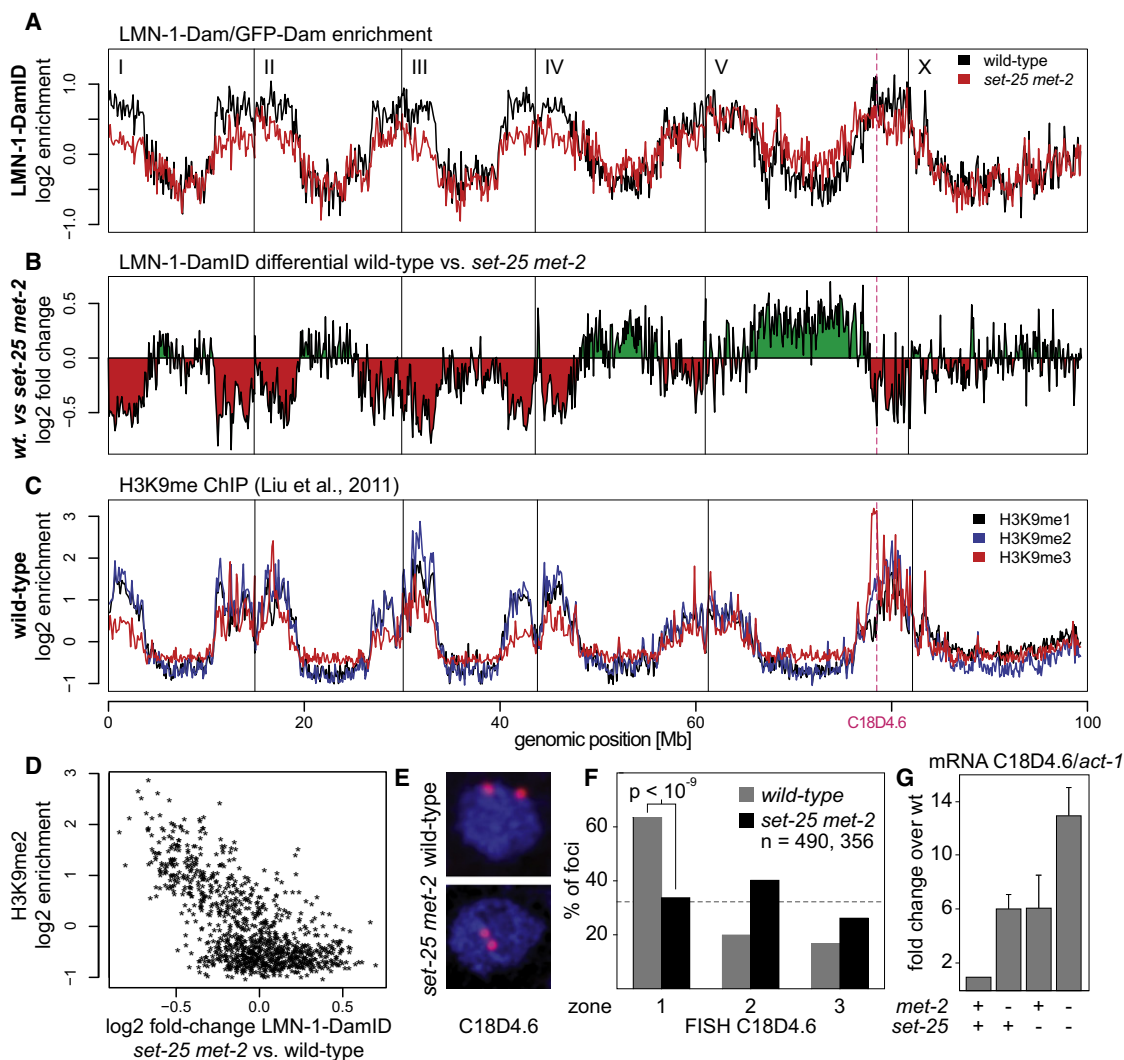 A
LMN-1-Dam/GFP-Dam enrichment
I
II
III
IV
V
X
wild-type
set-25 met-2
LMN-1-DamID
log2 enrichment
1.0
0.0
−1.0
B
LMN-1-DamID differential wild-type vs. set-25 met-2
wt. vs set-25 met-2
log2 fold change
0.5
0.0
−0.5
C
H3K9me ChIP (Liu et al., 2011)
H3K9me1
H3K9me2
H3K9me3
wild-type
log2 enrichment
3
2
1
0
−1
0
20
40
60
C18D4.6
100
genomic position [Mb]
D
H3K9me2
log2 enrichment
3
2
1
0
−1
−0.5
0.0
0.5
log2 fold-change LMN-1-DamID
set-25 met-2 vs. wild-type
E
wild-type
set-25 met-2
C18D4.6
F
p < 10-9
wild-type
set-25 met-2
n = 490, 356
% of foci
60
40
20
zone
1
2
3
FISH C18D4.6
G
mRNA C18D4.6/act-1
fold change over wt
14
10
6
2
met-2
+
-
+
-
set-25
+
+
-
-